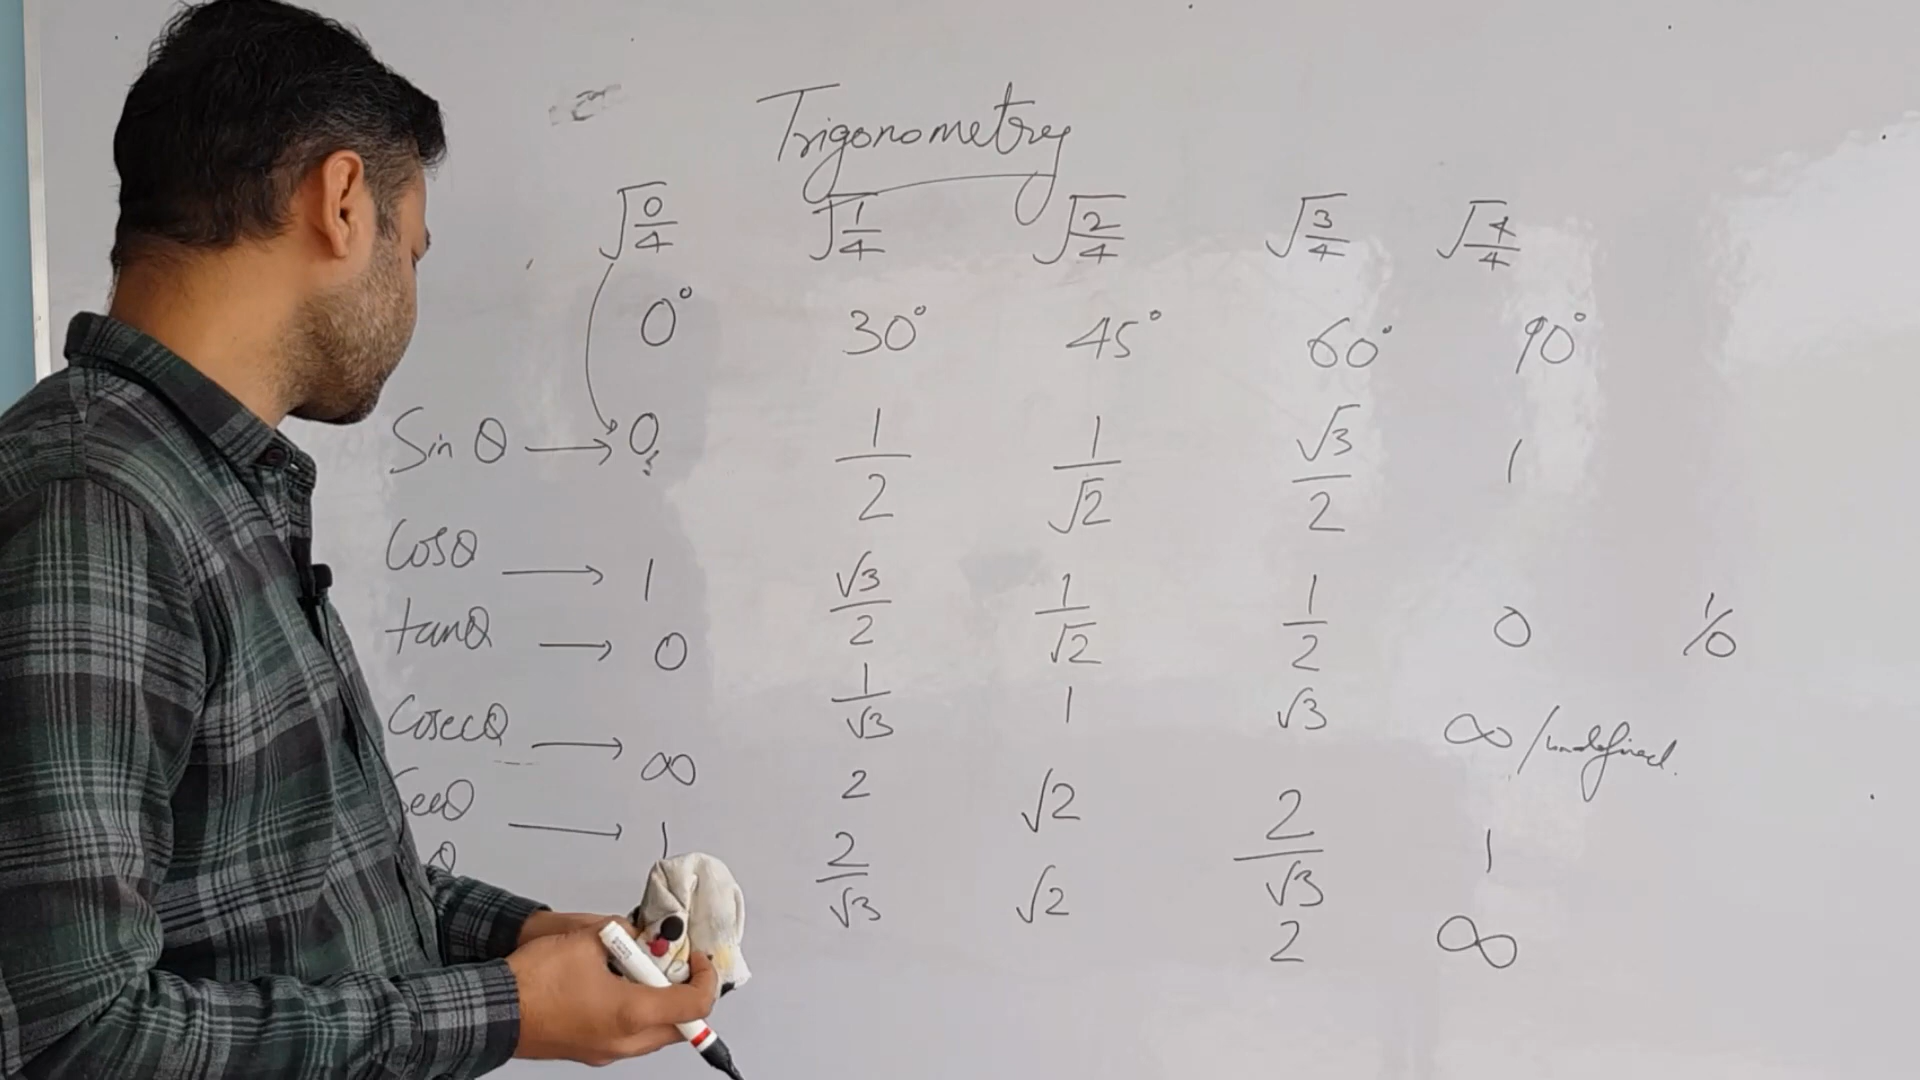 Trigonometry
√0/4 √1/4 √2/4 √3/4 √4/4
0° 30° 45° 60° 90°
Sin θ → 0 1/2 1/√2 √3/2 1
Cosθ → 1 √3/2 1/√2 1/2 0 1/0
tanθ → 0 1/√3 1 √3 ∞/undefined.
Cosecθ → ∞ 2 √2 2/√3 1
Secθ → 1 2/√3 √2 2 ∞
θ